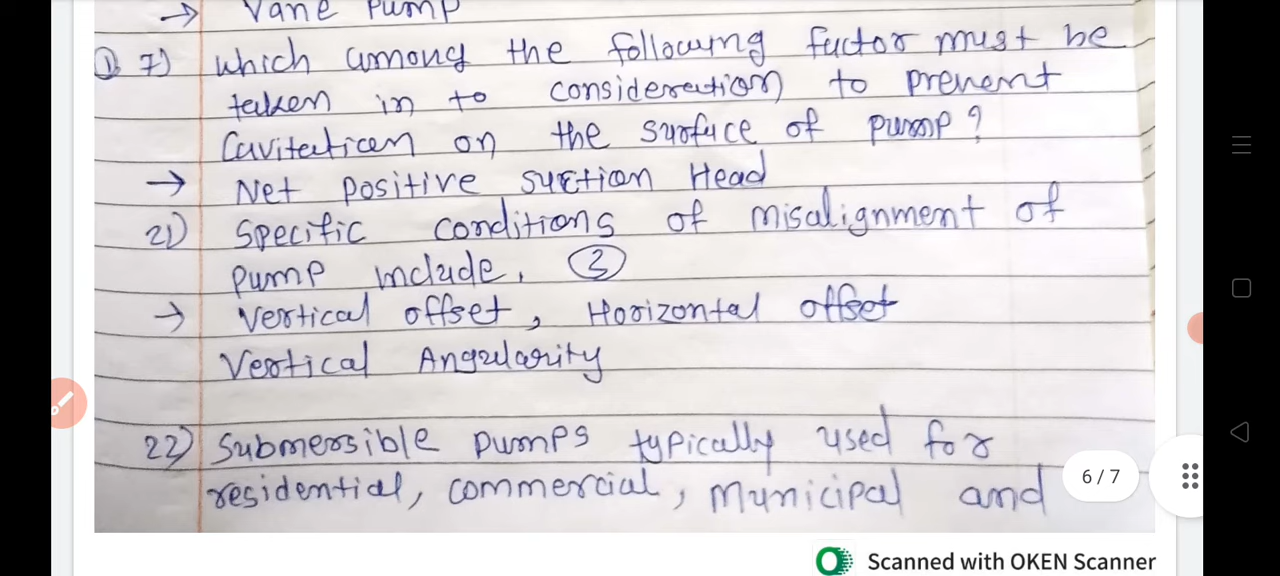 → Vane Pump
① 7) which among the following factor must be
taken in to consideration to prevent
Cavitation on the surface of pump?
→ Net positive suction Head
21) Specific conditions of misalignment of
pump include. ③
→ Vertical offset, Horizontal offset
Vertical Angularity
22) Submersible pumps typically used for
residential, commercial, municipal and
6 / 7
Scanned with OKEN Scanner